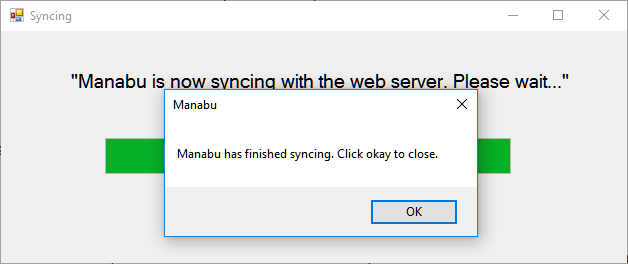 Syncing
"Manabu is now syncing with the web server. Please wait..."
Manabu
Manabu has finished syncing. Click okay to close.
OK